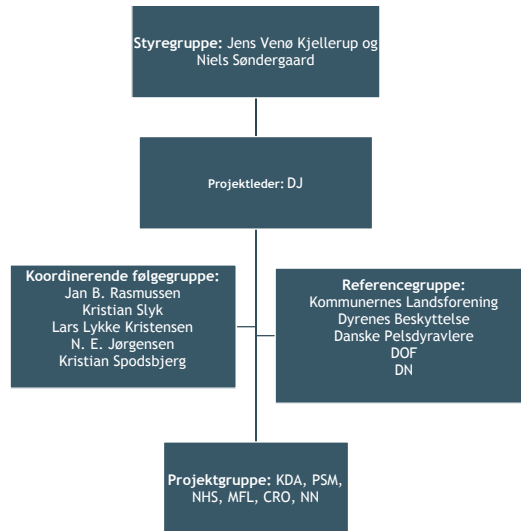 Styregruppe: Jens Venø Kjellerup og
Niels Søndergaard
Projektleder: DJ
Koordinerende følgegruppe:
Jan B. Rasmussen
Kristian Slyk
Lars Lykke Kristensen
N. E. Jørgensen
Kristian Spodsbjerg
Referencegruppe:
Kommunernes Landsforening
Dyrenes Beskyttelse
Danske Pelsdyravlere
DOF
DN
Projektgruppe: KDA, PSM,
NHS, MFL, CRO, NN